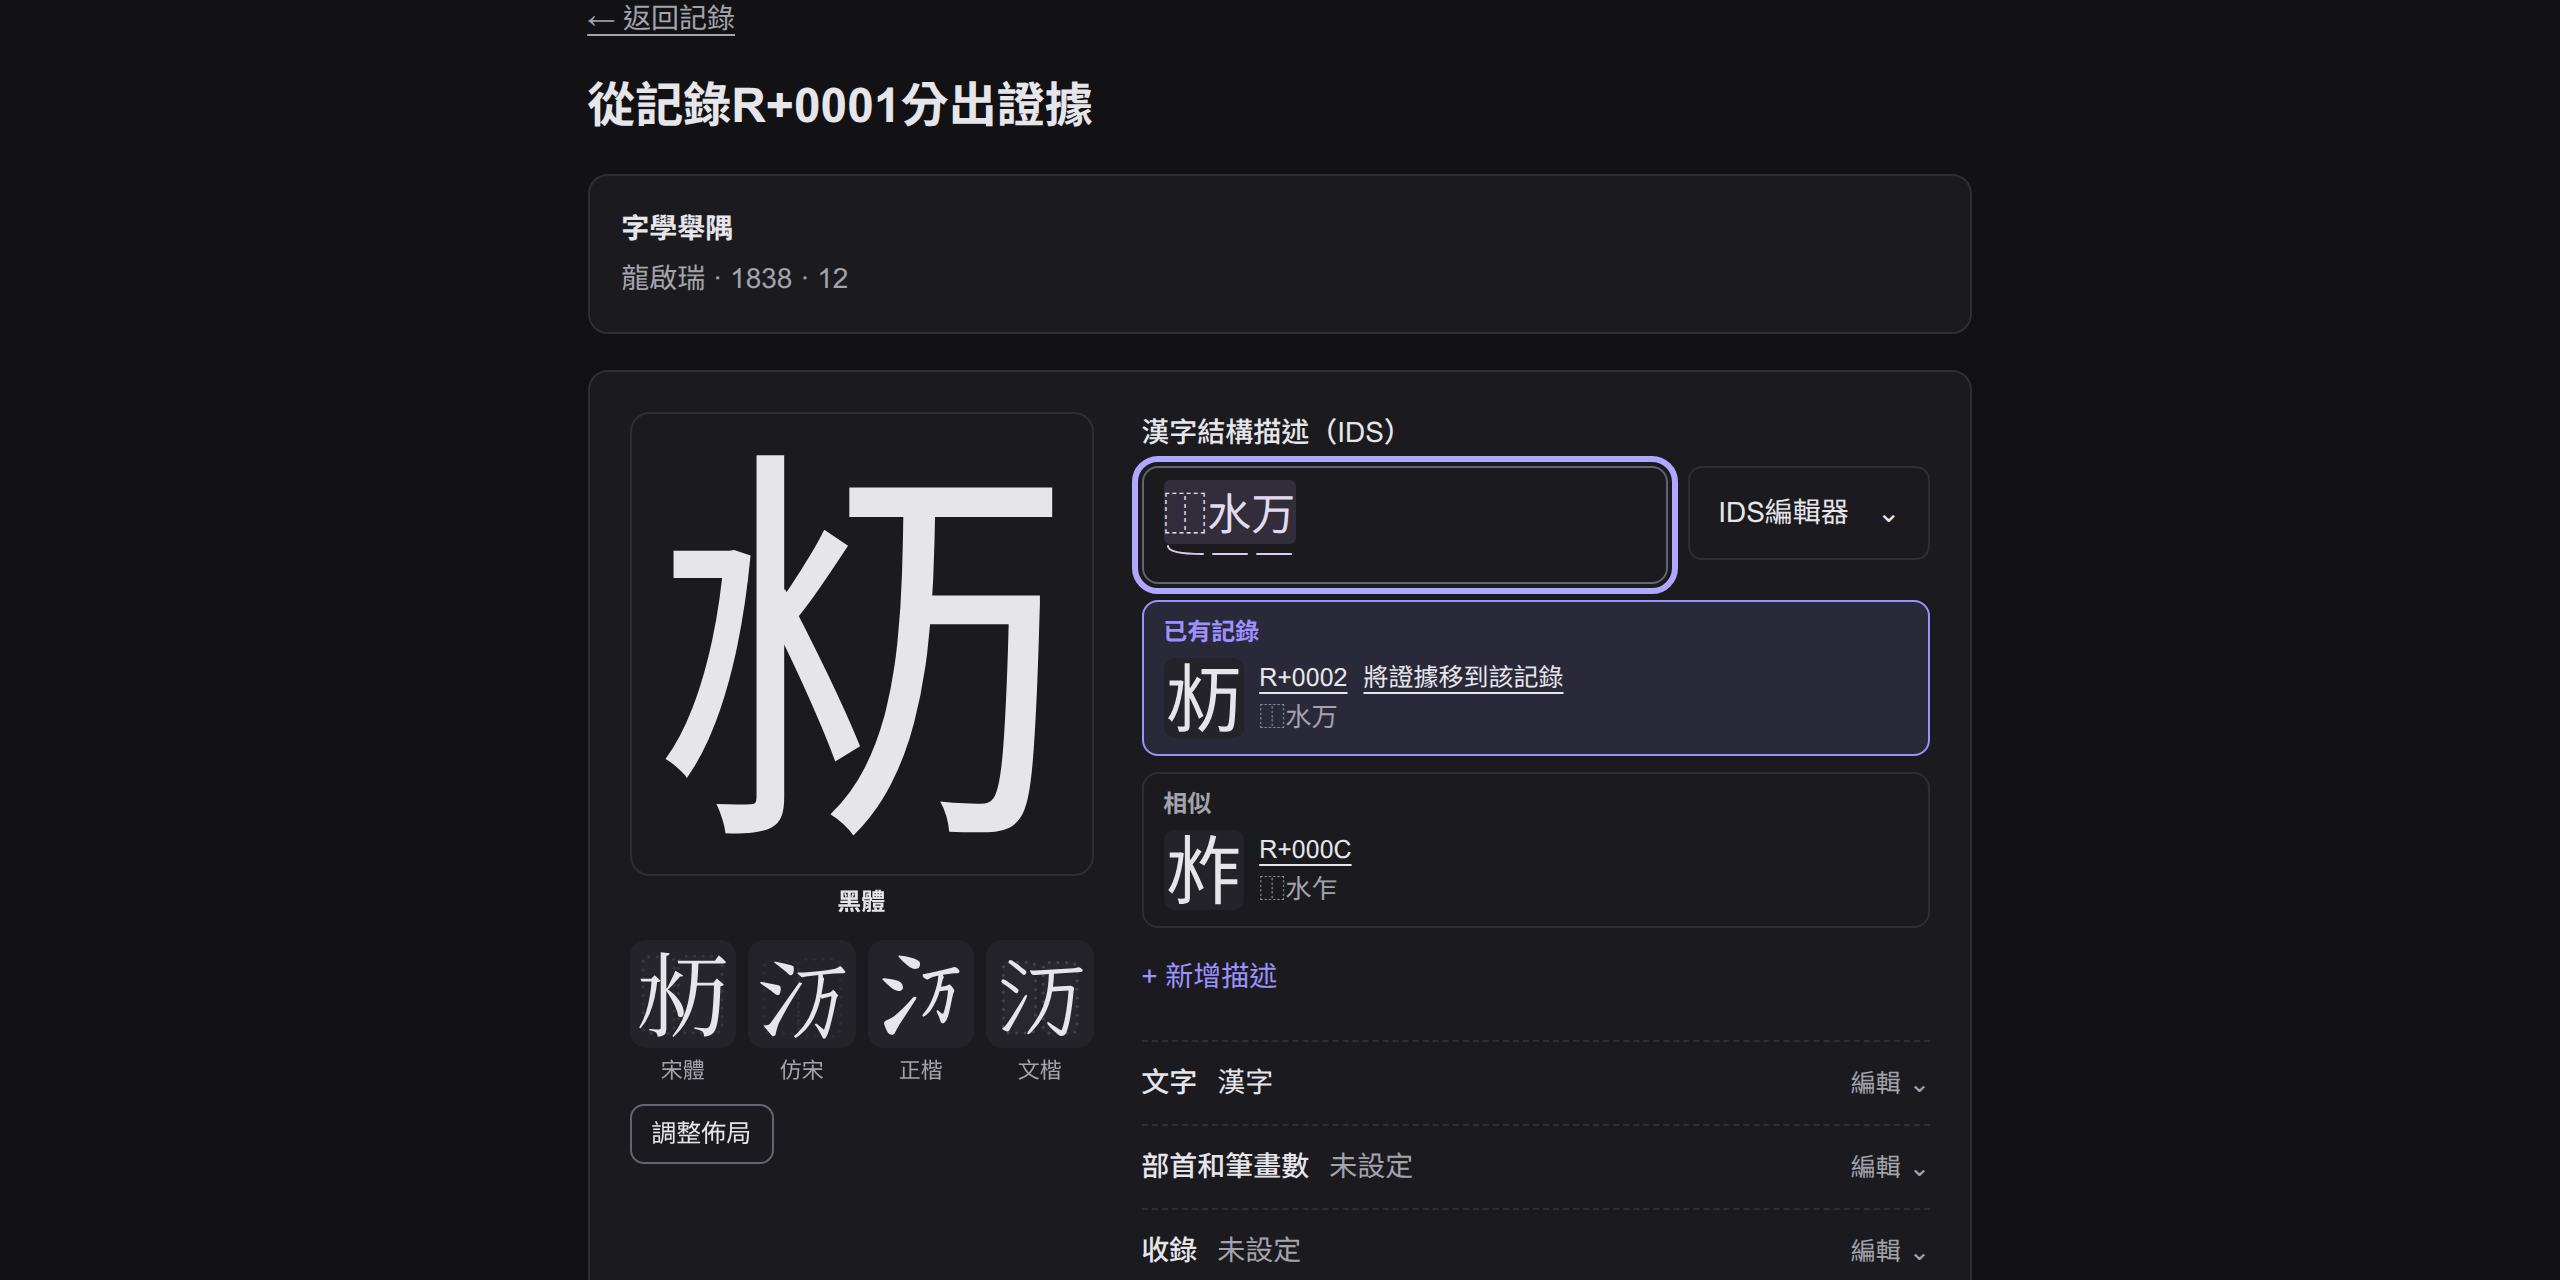 ← 返回記錄
從記錄R+0001分出證據
字學舉隅
龍啟瑞 · 1838 · 12
漢字結構描述（IDS）
⿰水万
IDS編輯器
已有記錄
R+0002 將證據移到該記錄
⿰水万
相似
R+000C
⿰水乍
+ 新增描述
黑體
宋體 仿宋 正楷 文楷
調整佈局
文字 漢字 編輯
部首和筆畫數 未設定 編輯
收錄 未設定 編輯